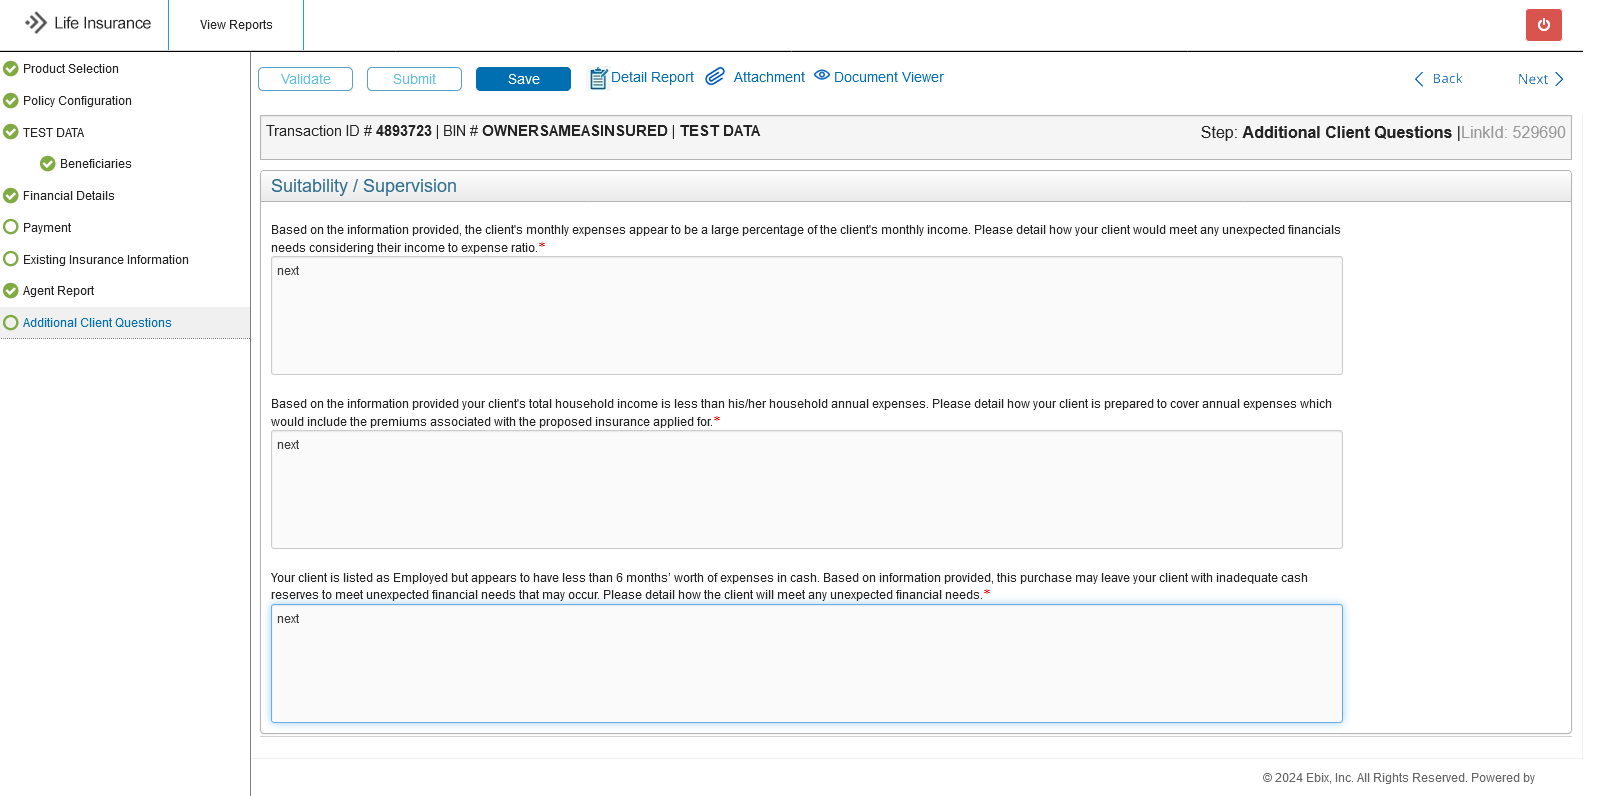 Life Insurance
View Reports
Product Selection
Policy Configuration
TEST DATA
Beneficiaries
Financial Details
Payment
Existing Insurance Information
Agent Report
Additional Client Questions
Validate
Submit
Save
Detail Report
Attachment
Document Viewer
Back
Next
Transaction ID # 4893723 | BIN # OWNERSAMEASINSURED | TEST DATA
Step: Additional Client Questions |LinkId: 529690
Suitability / Supervision
Based on the information provided, the client's monthly expenses appear to be a large percentage of the client's monthly income. Please detail how your client would meet any unexpected financials
needs considering their income to expense ratio.*
next
Based on the information provided your client's total household income is less than his/her household annual expenses. Please detail how your client is prepared to cover annual expenses which
would include the premiums associated with the proposed insurance applied for.*
next
Your client is listed as Employed but appears to have less than 6 months’ worth of expenses in cash. Based on information provided, this purchase may leave your client with inadequate cash
reserves to meet unexpected financial needs that may occur. Please detail how the client will meet any unexpected financial needs.*
next
© 2024 Ebix, Inc. All Rights Reserved. Powered by